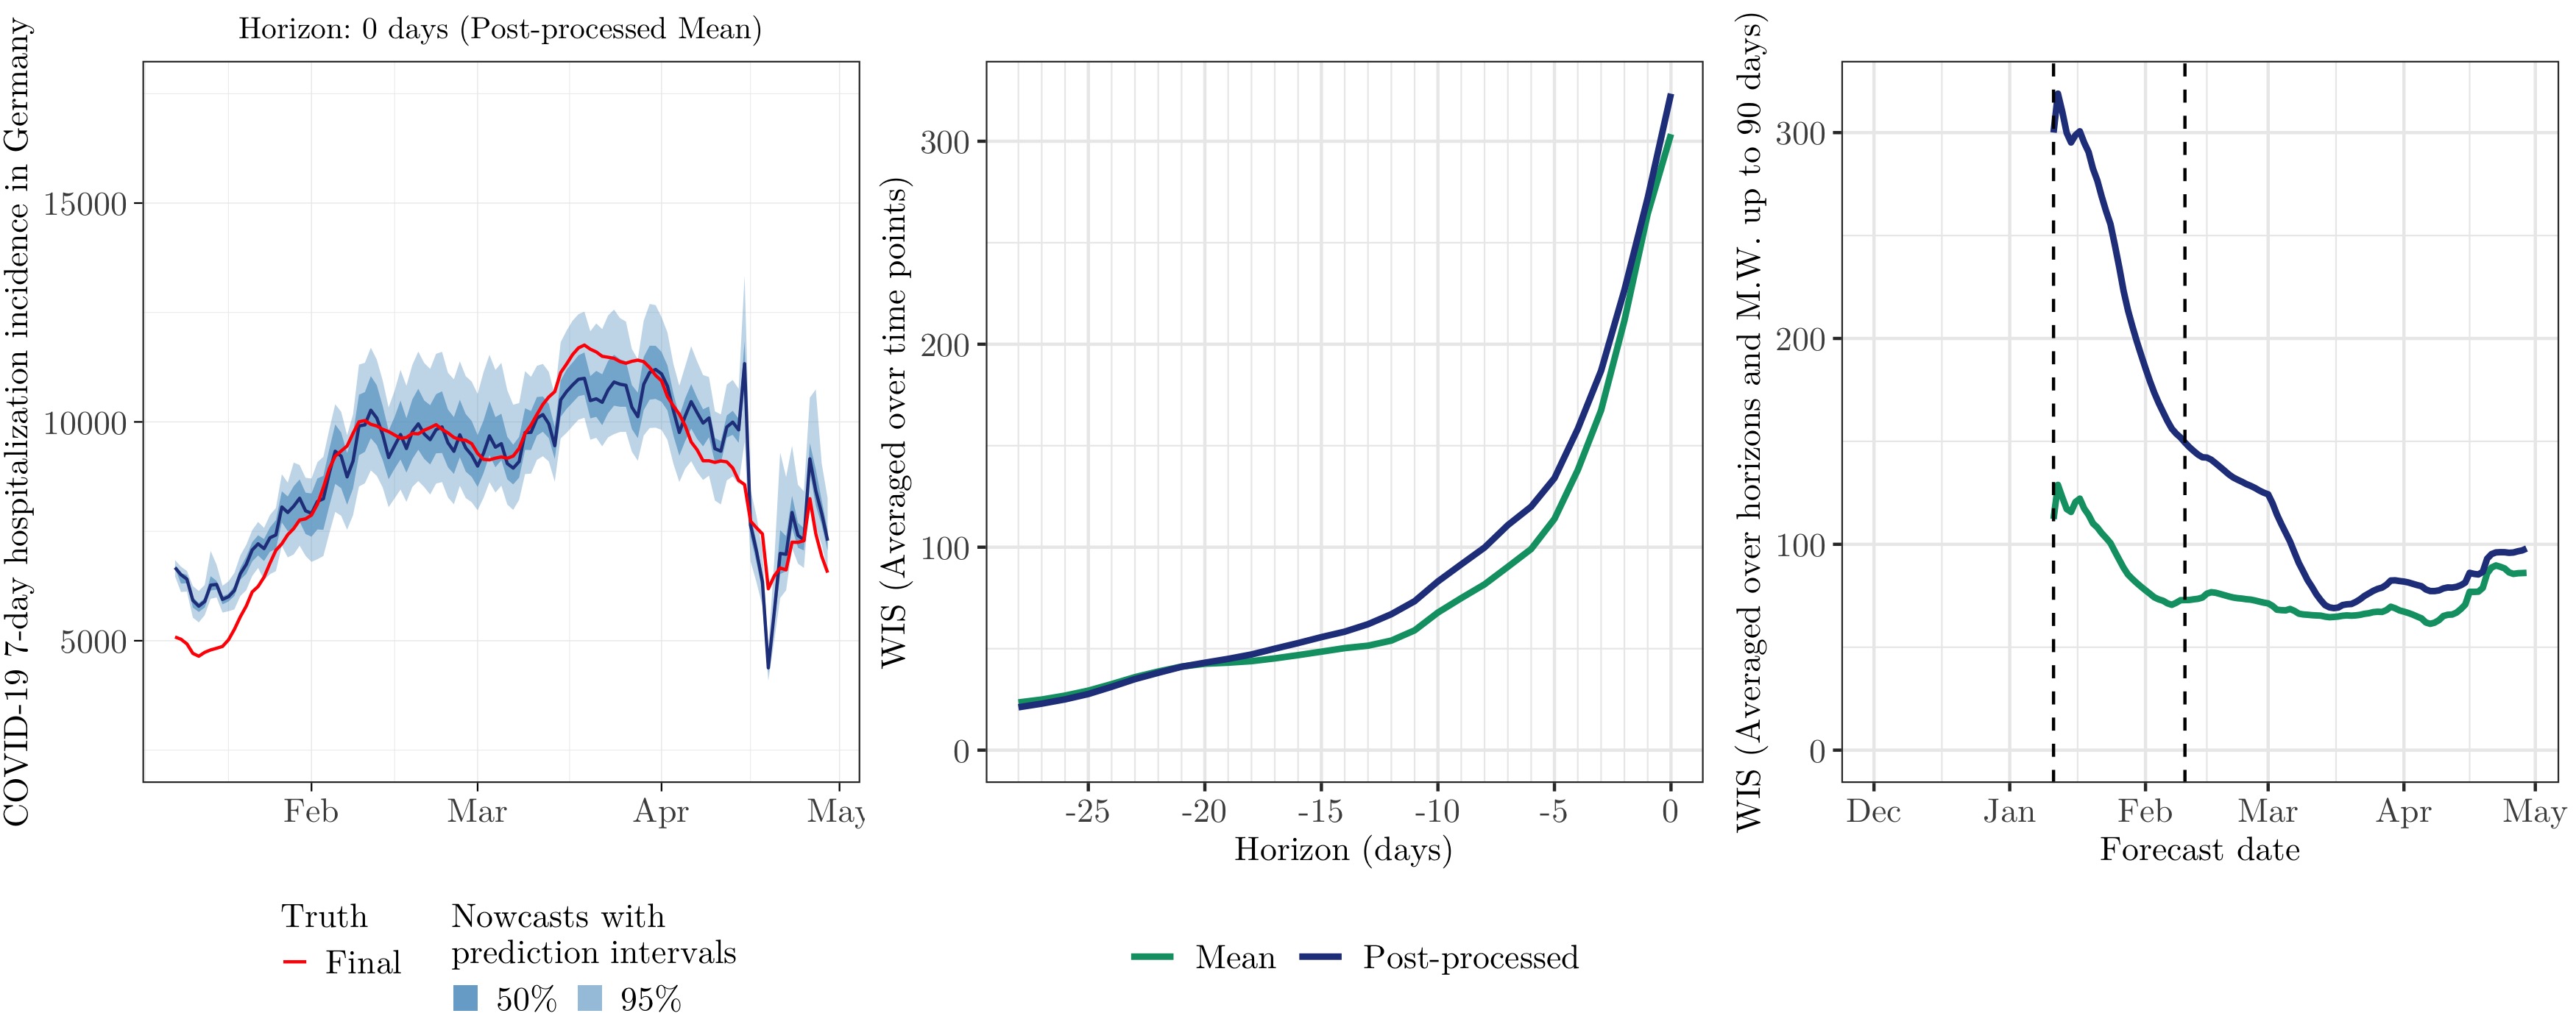 Horizon: 0 days (Post-processed Mean)
COVID-19 7-day hospitalization incidence in Germany
15000
10000
5000
Feb Mar Apr May
Truth
Final
Nowcasts with
prediction intervals
50% 95%
WIS (Averaged over time points)
300
200
100
0
-25 -20 -15 -10 -5 0
Horizon (days)
Mean Post-processed
WIS (Averaged over horizons and M.W. up to 90 days)
300
200
100
0
Dec Jan Feb Mar Apr May
Forecast date